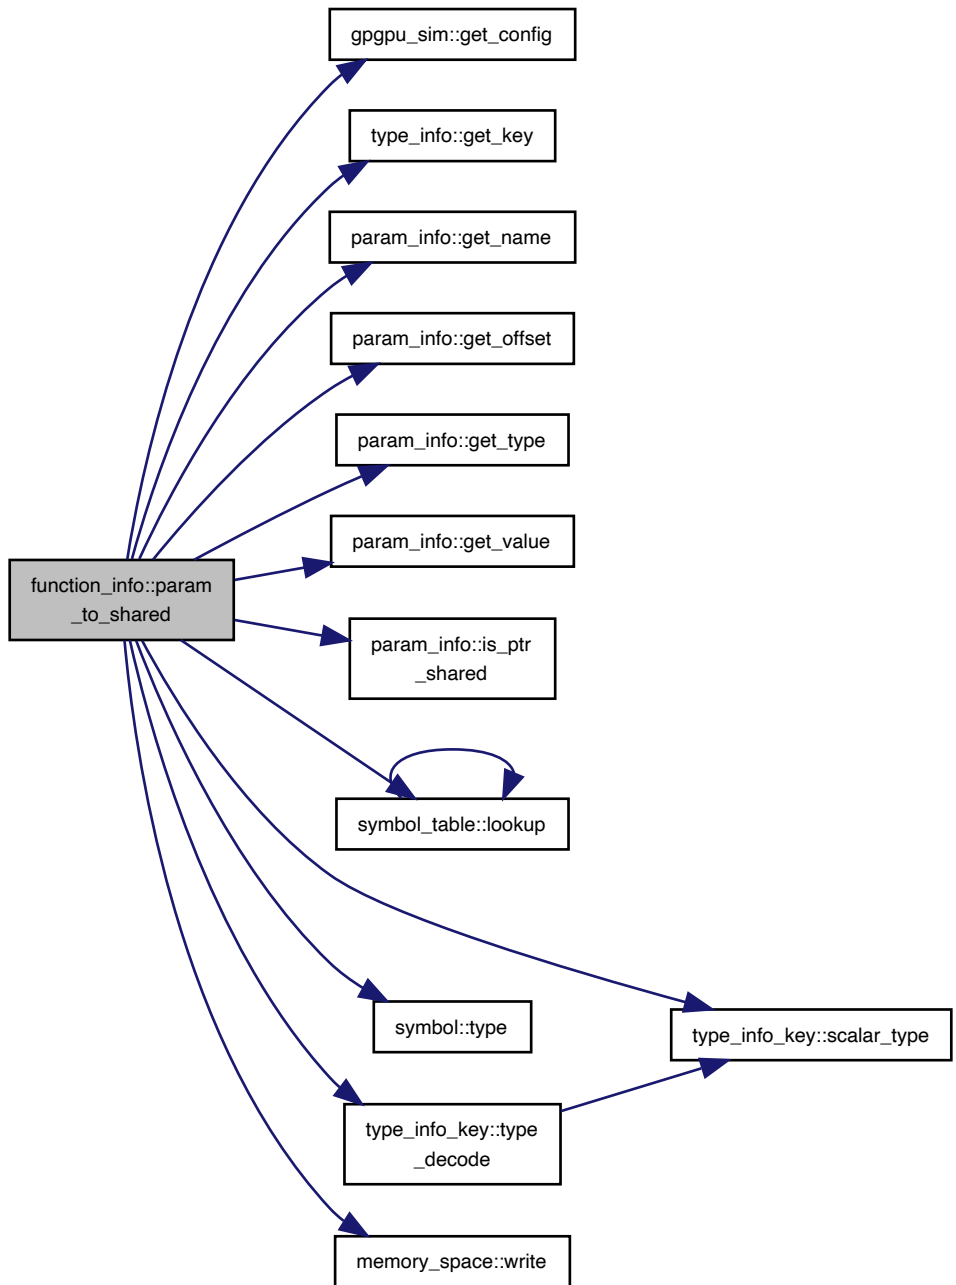 gpgpu_sim::get_config
type_info::get_key
param_info::get_name
param_info::get_offset
param_info::get_type
param_info::get_value
function_info::param
_to_shared
param_info::is_ptr
_shared
symbol_table::lookup
symbol::type
type_info_key::scalar_type
type_info_key::type
_decode
memory_space::write